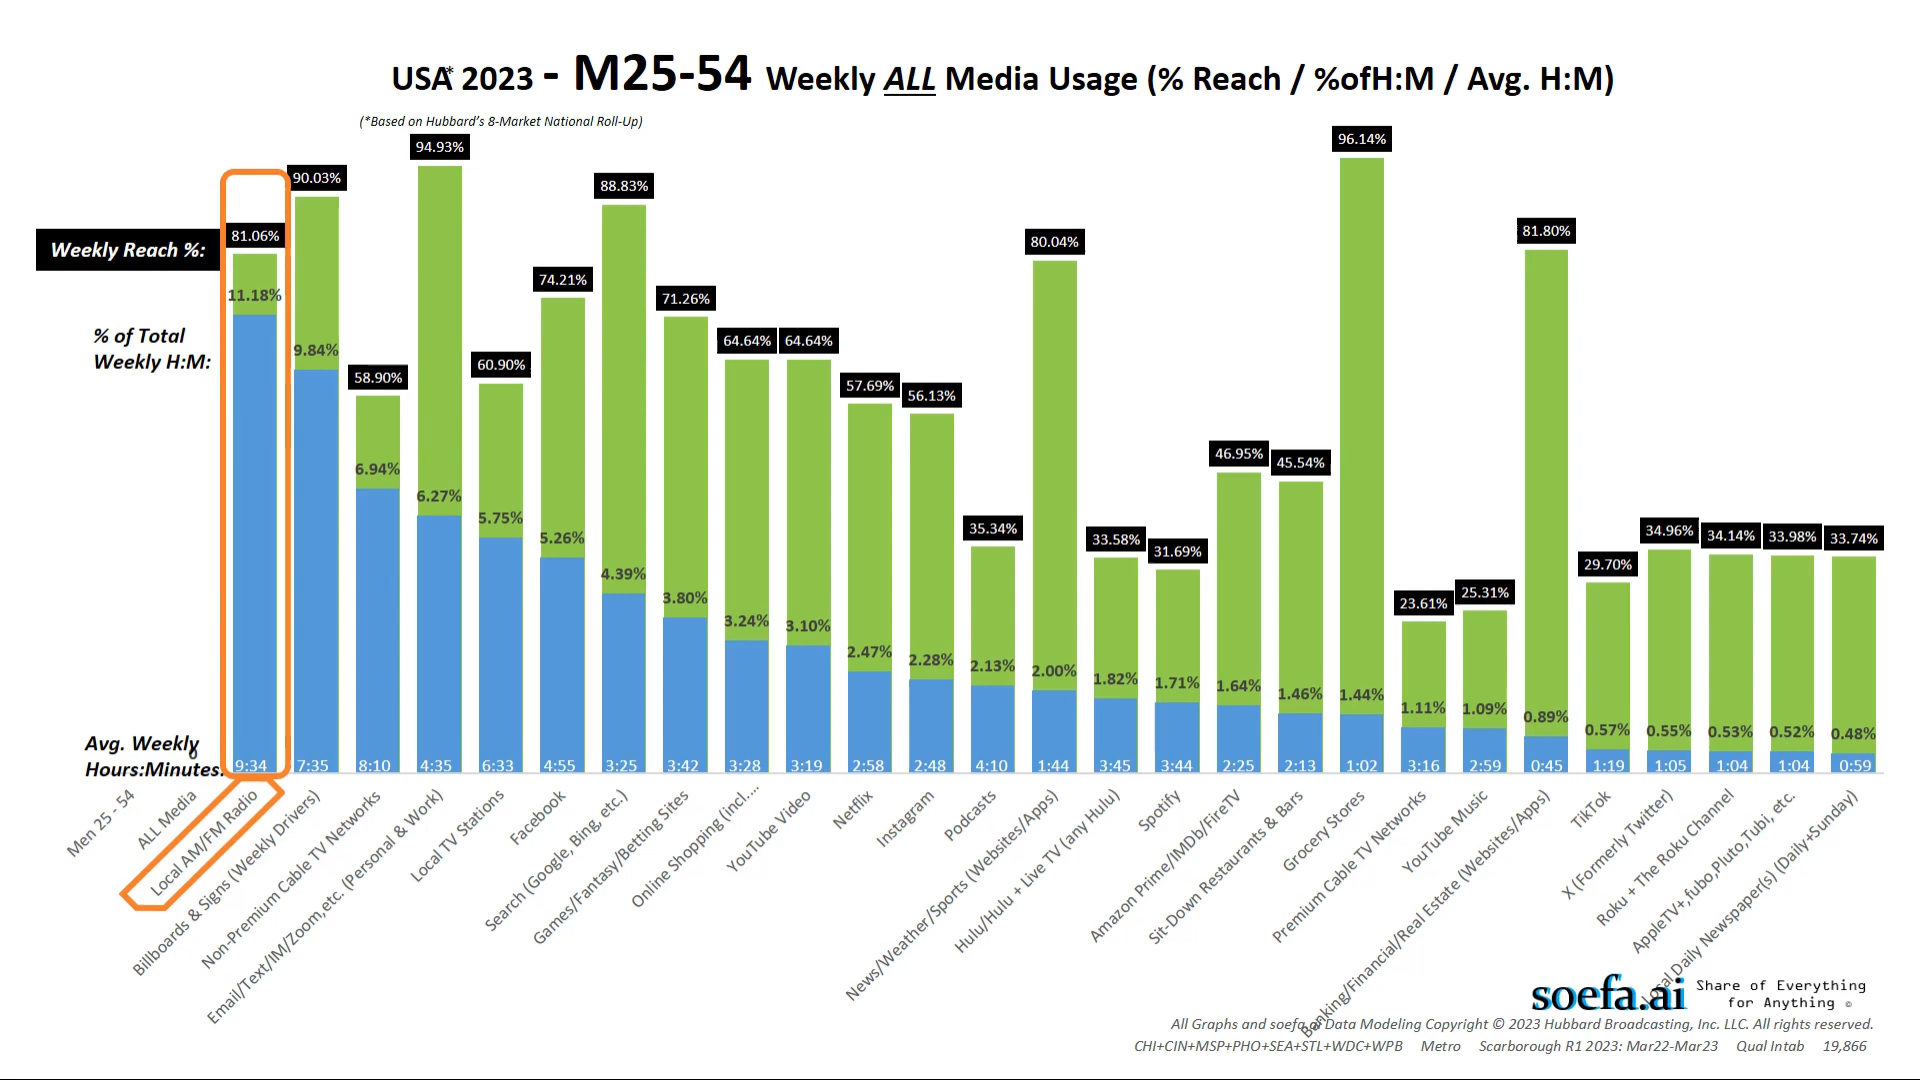 USA* 2023 - M25-54 Weekly ALL Media Usage (% Reach / %ofH:M / Avg. H:M)
(*Based on Hubbard's 8-Market National Roll-Up)
Weekly Reach %:
81.06% 90.03% 58.90% 94.93% 60.90% 74.21% 88.83% 71.26% 64.64% 64.64% 57.69% 56.13% 35.34% 80.04% 33.58% 31.69% 46.95% 45.54% 96.14% 23.61% 25.31% 81.80% 29.70% 34.96% 34.14% 33.98% 33.74%
% of Total
Weekly H:M:
11.18% 9.84% 6.94% 6.27% 5.75% 5.26% 4.39% 3.80% 3.24% 3.10% 2.47% 2.28% 2.13% 2.00% 1.82% 1.71% 1.64% 1.46% 1.44% 1.11% 1.09% 0.89% 0.57% 0.55% 0.53% 0.52% 0.48%
Avg. Weekly
Hours:Minutes:
0
9:34 7:35 8:10 4:35 6:33 4:55 3:25 3:42 3:28 3:19 2:58 2:48 4:10 1:44 3:45 3:44 2:25 2:13 1:02 3:16 2:59 0:45 1:19 1:05 1:04 1:04 0:59
Men 25 - 54
ALL Media
Local AM/FM Radio
Billboards & Signs (Weekly Drivers)
Non-Premium Cable TV Networks
Email/Text/IM/Zoom,etc. (Personal & Work)
Local TV Stations
Facebook
Search (Google, Bing, etc.)
Games/Fantasy/Betting Sites
Online Shopping (incl....
YouTube Video
Netflix
Instagram
Podcasts
News/Weather/Sports (Websites/Apps)
Hulu/Hulu + Live TV (any Hulu)
Spotify
Amazon Prime/IMDb/FireTV
Sit-Down Restaurants & Bars
Grocery Stores
Premium Cable TV Networks
YouTube Music
Banking/Financial/Real Estate (Websites/Apps)
TikTok
X (Formerly Twitter)
Roku + The Roku Channel
AppleTV+,fubo,Pluto,Tubi, etc.
Local Daily Newspaper(s) (Daily+Sunday)
soefa.ai
Share of Everything
for Anything ©
All Graphs and soefa.ai Data Modeling Copyright © 2023 Hubbard Broadcasting, Inc. LLC. All rights reserved.
CHI+CIN+MSP+PHO+SEA+STL+WDC+WPB Metro Scarborough R1 2023: Mar22-Mar23 Qual Intab 19,866